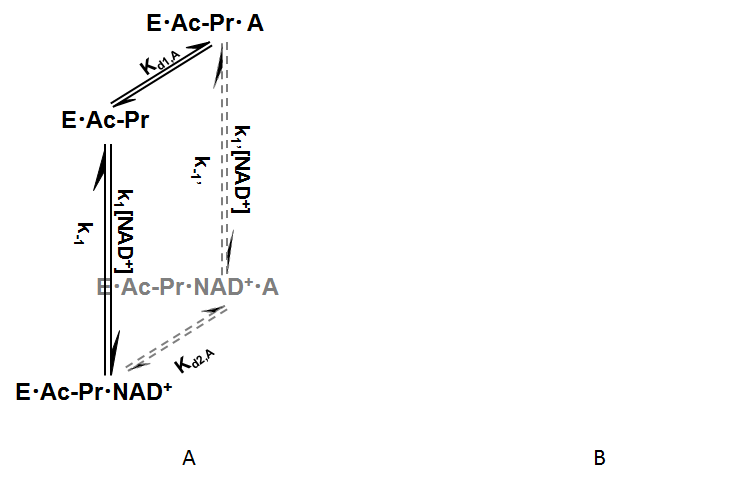 E·Ac-Pr·A
Kd1,A
E·Ac-Pr
k1'[NAD+]
k-1'
k1[NAD+]
k-1
E·Ac-Pr·NAD+·A
Kd2,A
E·Ac-Pr·NAD+
A
B